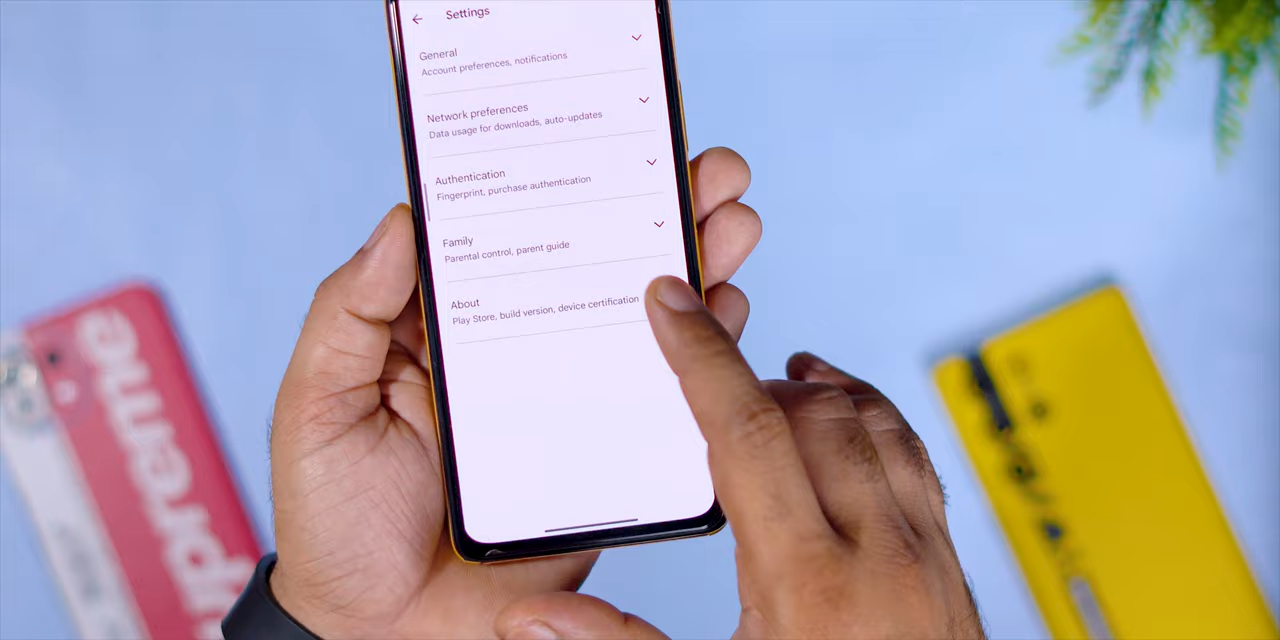 Settings
General
Account preferences, notifications
Network preferences
Data usage for downloads, auto-updates
Authentication
Fingerprint, purchase authentication
Family
Parental control, parent guide
About
Play Store, build version, device certification